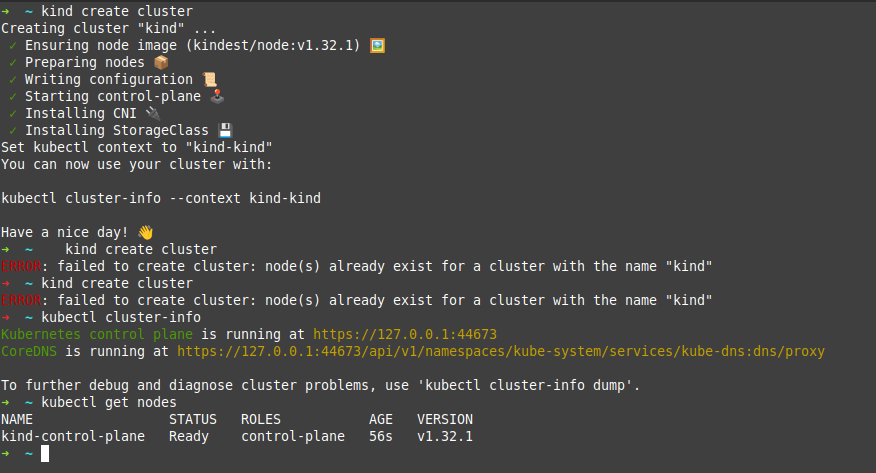 ➜  ~ kind create cluster
Creating cluster "kind" ...
 ✓ Ensuring node image (kindest/node:v1.32.1) 🖼
 ✓ Preparing nodes 📦
 ✓ Writing configuration 📜
 ✓ Starting control-plane 🕹️
 ✓ Installing CNI 🔌
 ✓ Installing StorageClass 💾
Set kubectl context to "kind-kind"
You can now use your cluster with:

kubectl cluster-info --context kind-kind

Have a nice day! 👋
➜  ~    kind create cluster
ERROR: failed to create cluster: node(s) already exist for a cluster with the name "kind"
➜  ~ kind create cluster
ERROR: failed to create cluster: node(s) already exist for a cluster with the name "kind"
➜  ~ kubectl cluster-info
Kubernetes control plane is running at https://127.0.0.1:44673
CoreDNS is running at https://127.0.0.1:44673/api/v1/namespaces/kube-system/services/kube-dns:dns/proxy

To further debug and diagnose cluster problems, use 'kubectl cluster-info dump'.
➜  ~ kubectl get nodes
NAME                 STATUS   ROLES           AGE   VERSION
kind-control-plane   Ready    control-plane   56s   v1.32.1
➜  ~